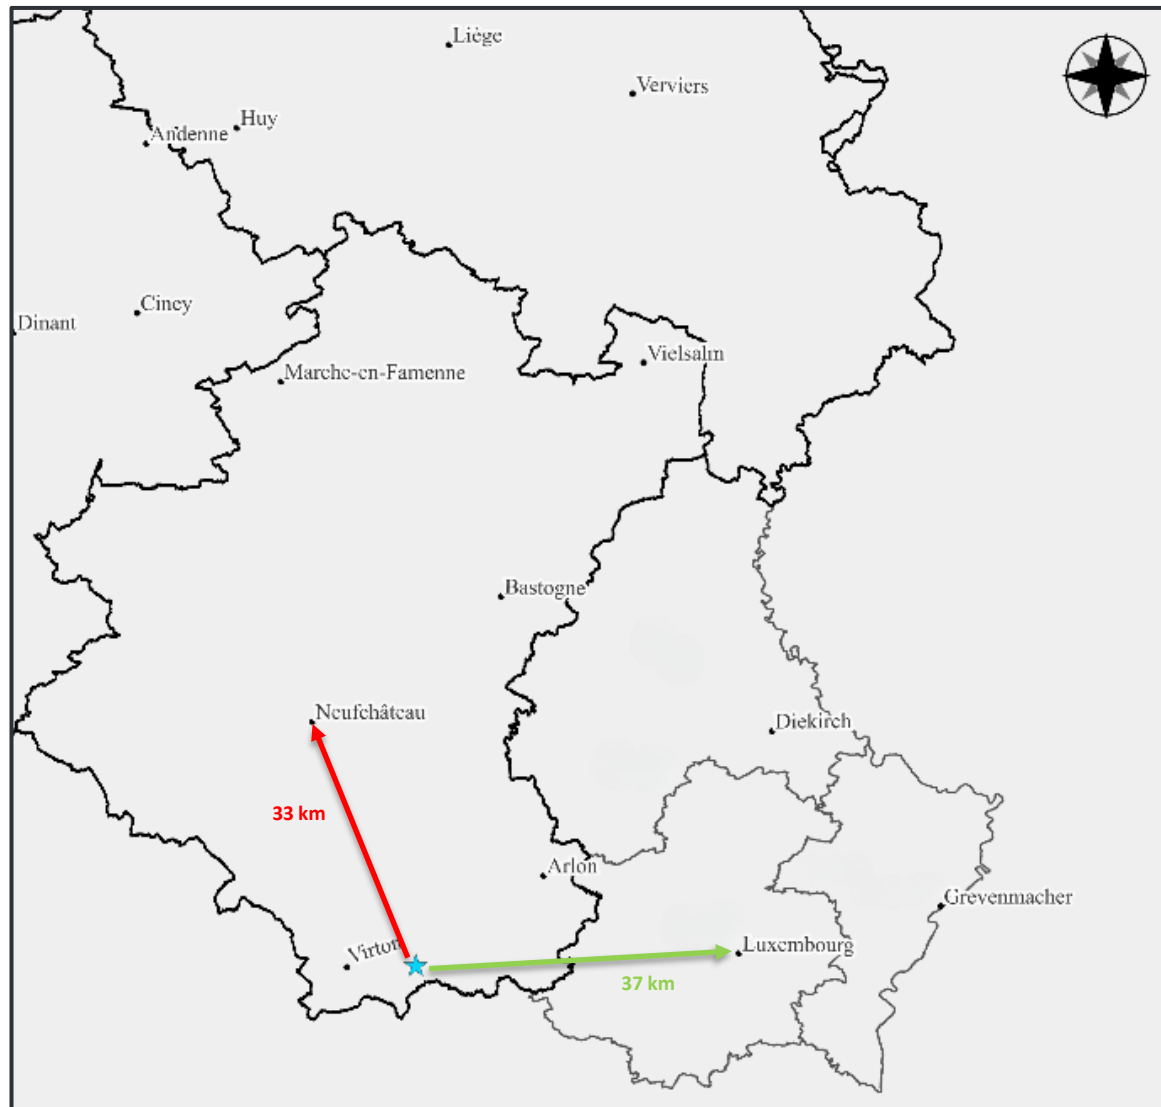 Liége
Verviers
Huy
Andenne
Ciney
Dinant
Vielsalm
Marche-en-Famenne
Bastogne
Neufchâteau
Diekirch
33 km
Arlon
Grevenmacher
Virton
Luxembourg
37 km